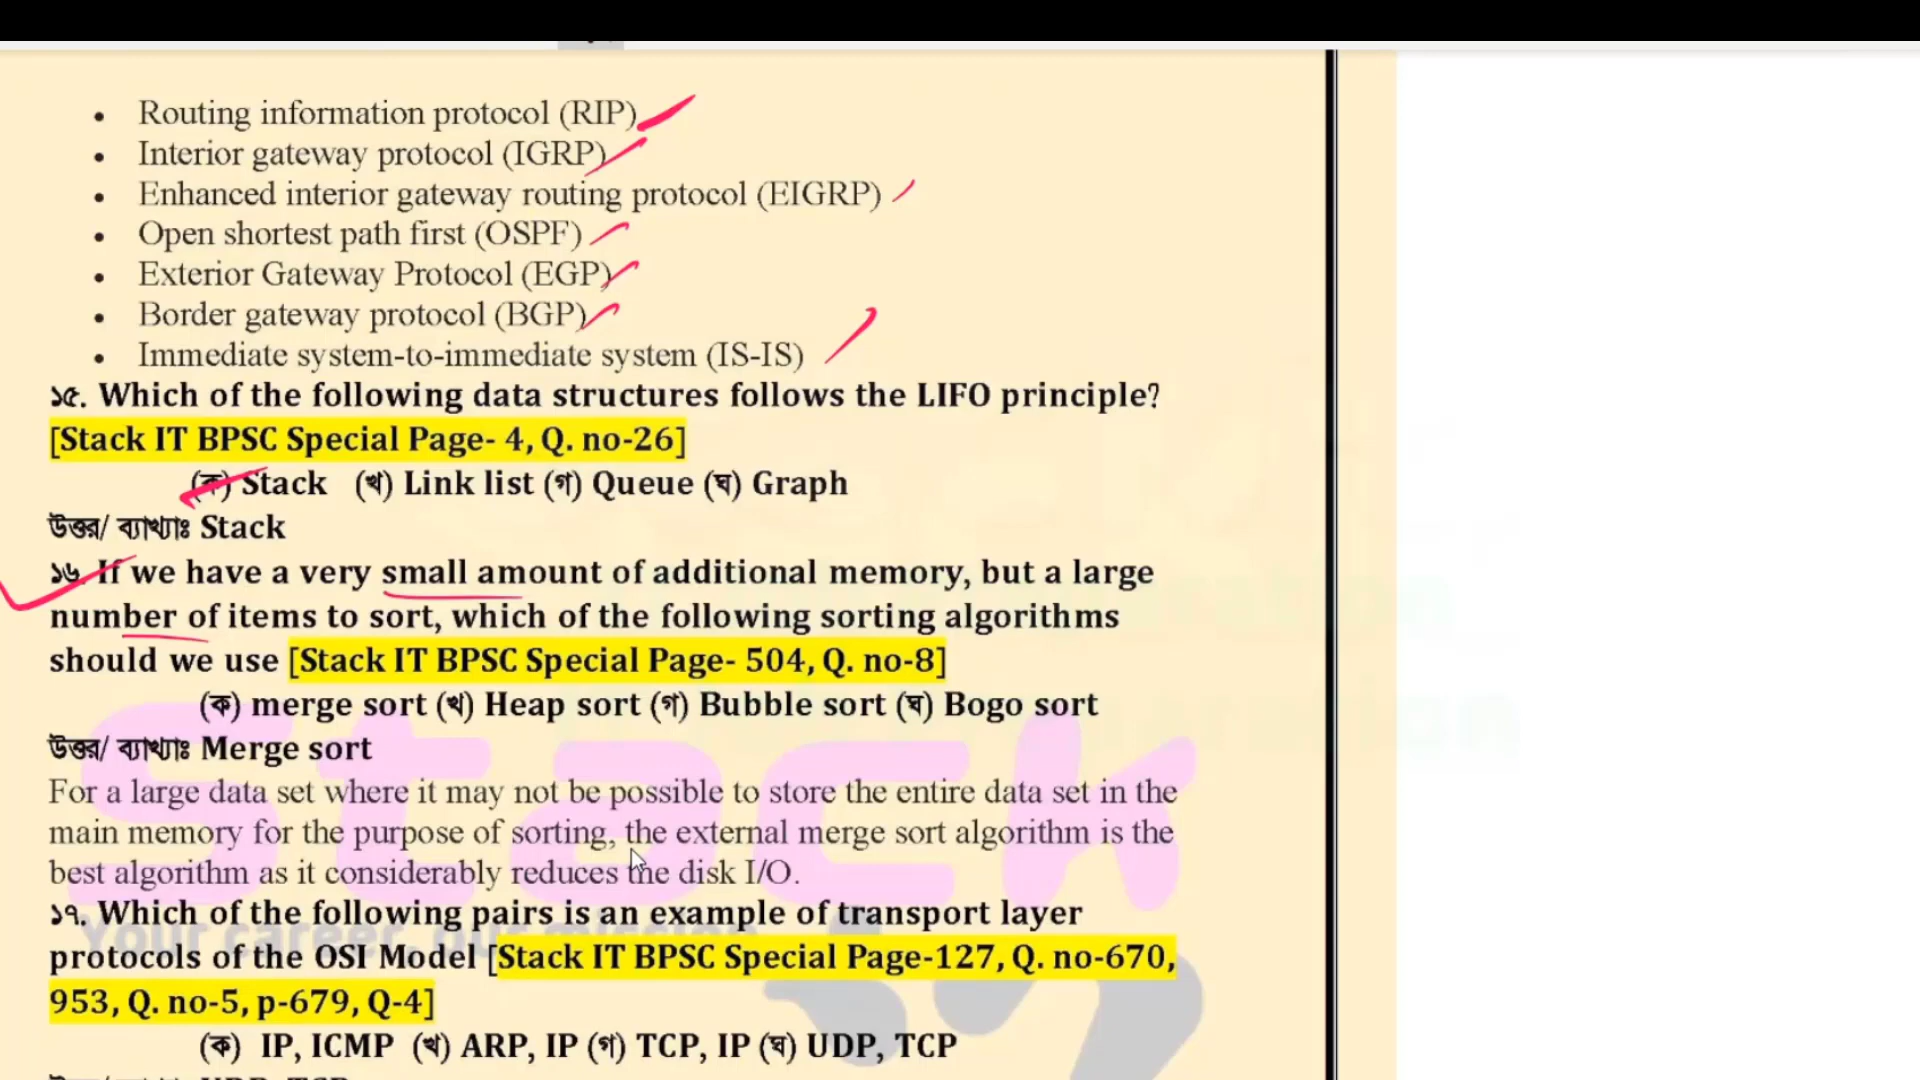 • Routing information protocol (RIP)
• Interior gateway protocol (IGRP)
• Enhanced interior gateway routing protocol (EIGRP)
• Open shortest path first (OSPF)
• Exterior Gateway Protocol (EGP)
• Border gateway protocol (BGP)
• Immediate system-to-immediate system (IS-IS)
১৫. Which of the following data structures follows the LIFO principle?
[Stack IT BPSC Special Page- 4, Q. no-26]
(ক) Stack (খ) Link list (গ) Queue (ঘ) Graph
উত্তর/ ব্যাখ্যাঃ Stack
১৬. If we have a very small amount of additional memory, but a large
number of items to sort, which of the following sorting algorithms
should we use [Stack IT BPSC Special Page- 504, Q. no-8]
(ক) merge sort (খ) Heap sort (গ) Bubble sort (ঘ) Bogo sort
উত্তর/ ব্যাখ্যাঃ Merge sort
For a large data set where it may not be possible to store the entire data set in the
main memory for the purpose of sorting, the external merge sort algorithm is the
best algorithm as it considerably reduces the disk I/O.
১৭. Which of the following pairs is an example of transport layer
protocols of the OSI Model [Stack IT BPSC Special Page-127, Q. no-670,
953, Q. no-5, p-679, Q-4]
(ক) IP, ICMP (খ) ARP, IP (গ) TCP, IP (ঘ) UDP, TCP
Stack